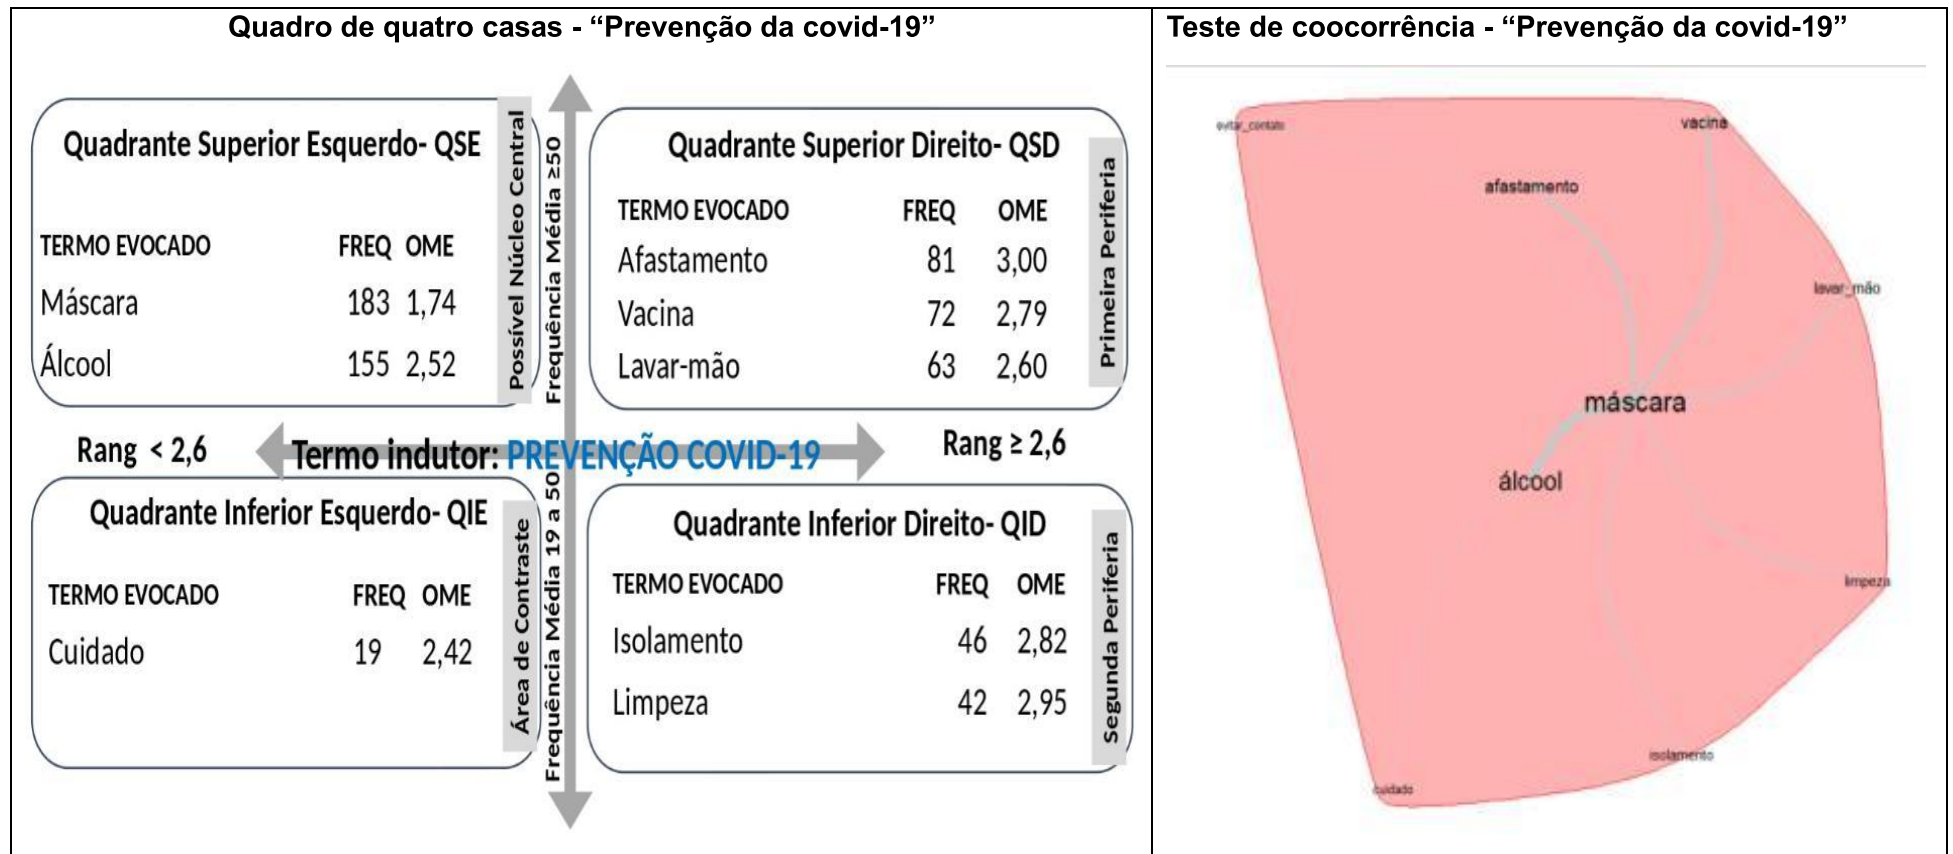 Quadro de quatro casas - “Prevenção da covid-19”
Quadrante Superior Esquerdo- QSE
TERMO EVOCADO FREQ OME
Máscara 183 1,74
Álcool 155 2,52
Possível Núcleo Central
Frequência Média ≥50
Quadrante Superior Direito- QSD
TERMO EVOCADO FREQ OME
Afastamento 81 3,00
Vacina 72 2,79
Lavar-mão 63 2,60
Primeira Periferia
Rang < 2,6
Termo indutor: PREVENÇÃO COVID-19
Rang ≥ 2,6
Quadrante Inferior Esquerdo- QIE
TERMO EVOCADO FREQ OME
Cuidado 19 2,42
Área de Contraste
Frequência Média 19 a 50
Quadrante Inferior Direito- QID
TERMO EVOCADO FREQ OME
Isolamento 46 2,82
Limpeza 42 2,95
Segunda Periferia
Teste de coocorrência - “Prevenção da covid-19”
evitar_contato
vacina
afastamento
lavar_mão
máscara
álcool
limpeza
isolamento
cuidado